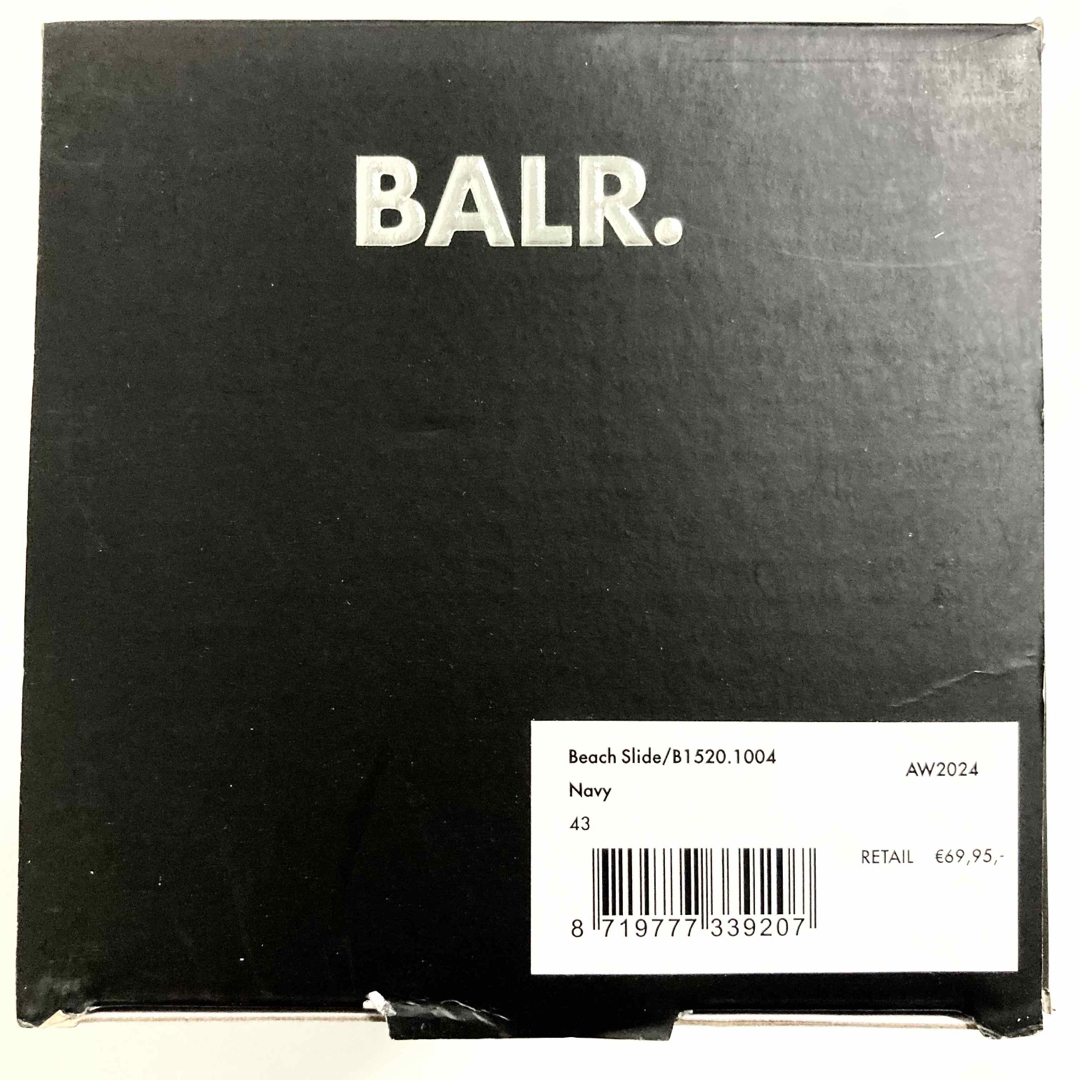 BALR.
Beach Slide/B1520.1004
AW2024
Navy
43
RETAIL €69,95,-
8 719777 339207